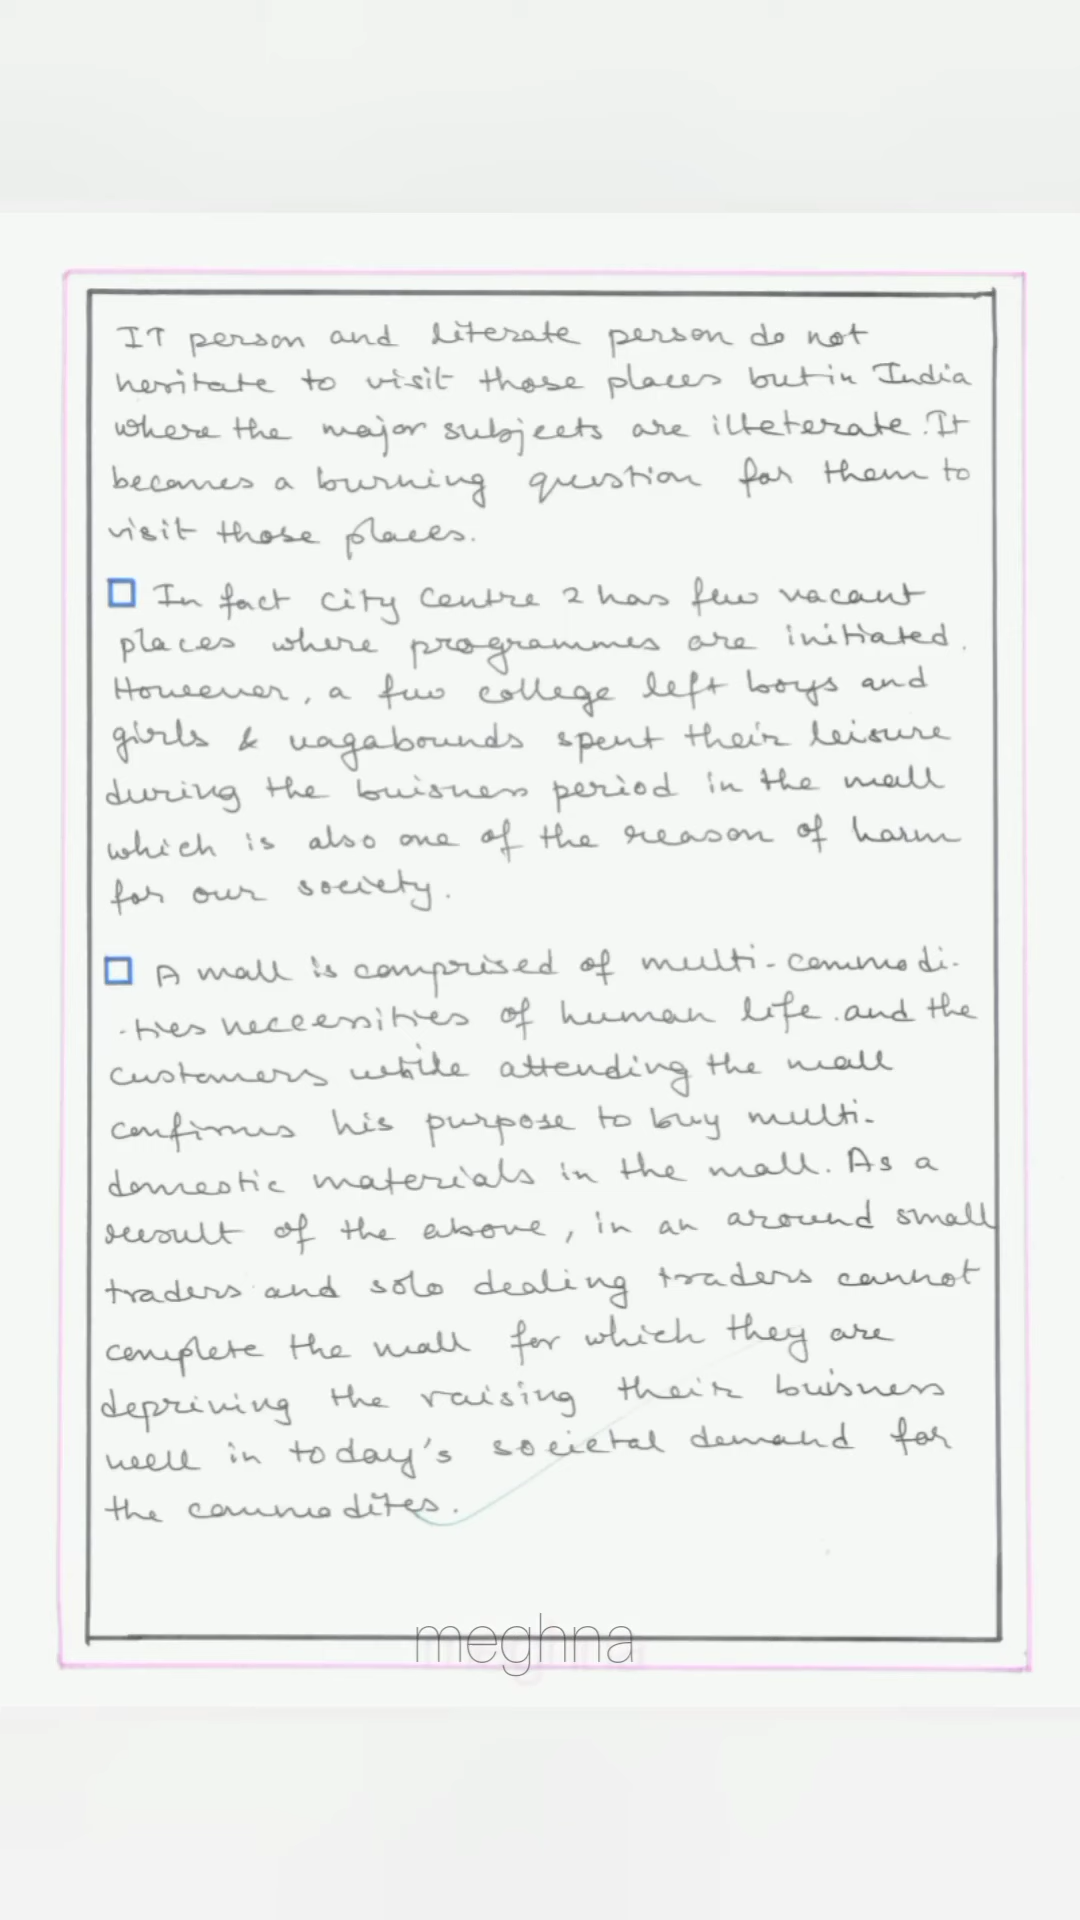 IT person and literate person do not
hesitate to visit those places but in India
where the major subjects are illeterate. It
becomes a burning question for them to
visit those places.
In fact city centre 2 has few vacant
places where programmes are initiated.
However, a few college left boys and
girls & vagabounds spent their leisure
during the buisness period in the mall
which is also one of the reason of harm
for our society.
A mall is comprised of multi-commodi-
-ties neccessities of human life. and the
customers while attending the mall
confirms his purpose to buy multi-
domestic materials in the mall. As a
result of the above, in an around small
traders and solo dealing traders cannot
complete the mall for which they are
depriving the raising their buisness
well in today's societal demand for
the commodites.
meghna